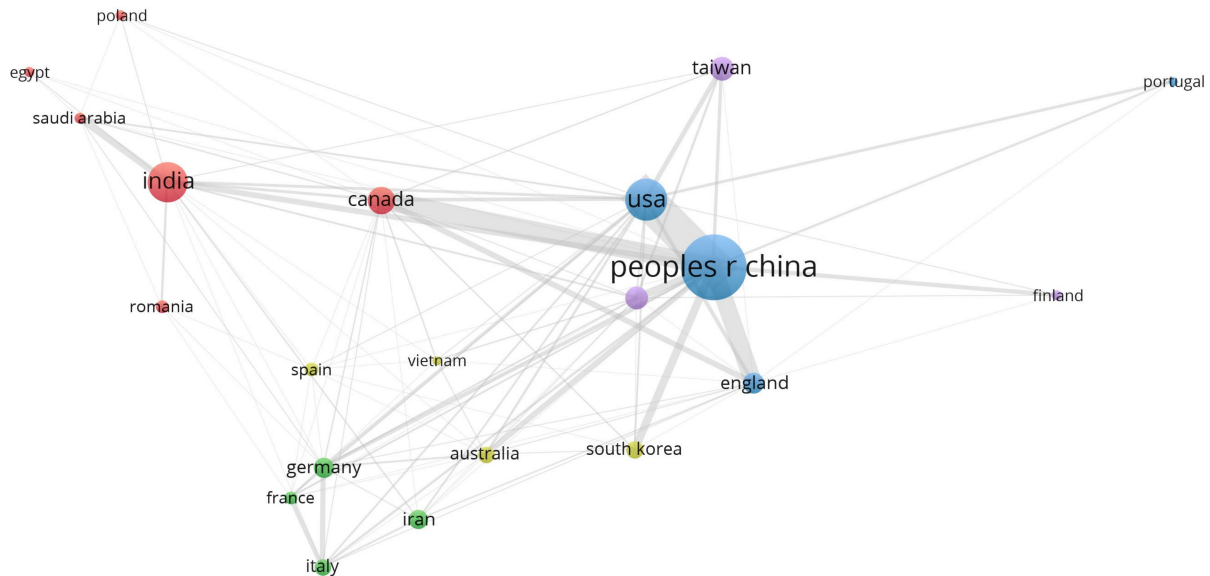 poland
taiwan
egypt
portugal
saudi arabia
india
canada
usa
peoples r china
finland
romania
vietnam
spain
england
south korea
australia
germany
france
iran
italy